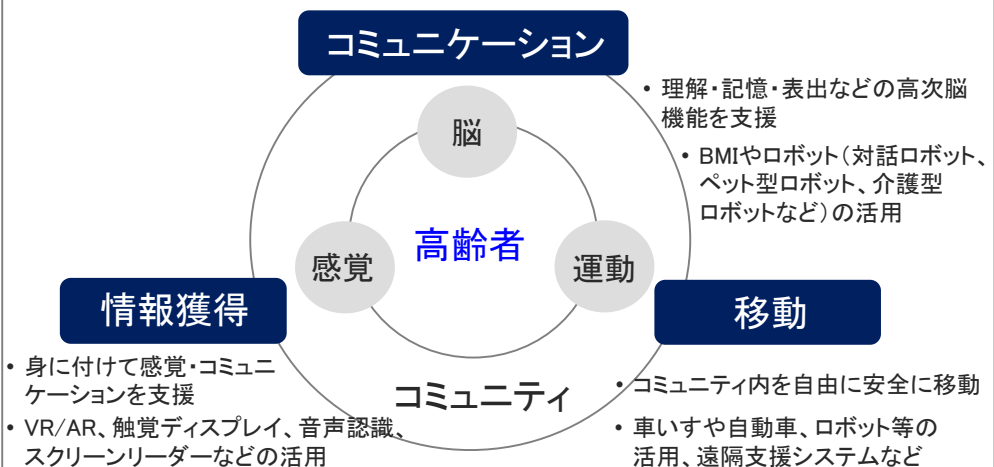 コミュニケーション
• 理解・記憶・表出などの高次脳
機能を支援
• BMIやロボット（対話ロボット、
ペット型ロボット、介護型
ロボットなど）の活用
脳
高齢者
感覚
運動
情報獲得
移動
• 身に付けて感覚・コミュニ
ケーションを支援
• VR/AR、触覚ディスプレイ、音声認識、
スクリーンリーダーなどの活用
コミュニティ
• コミュニティ内を自由に安全に移動
• 車いすや自動車、ロボット等の
活用、遠隔支援システムなど